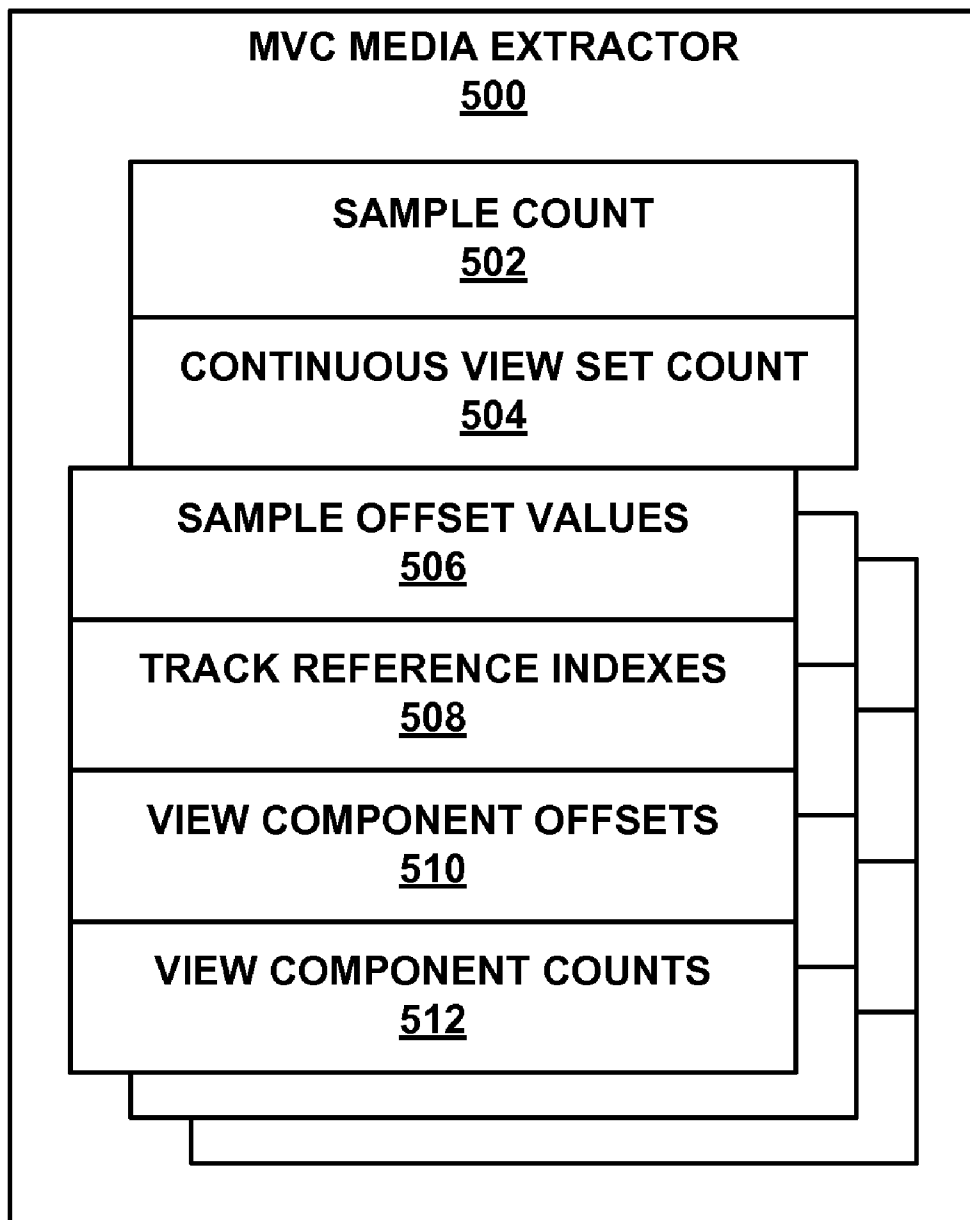 MVC MEDIA EXTRACTOR
500
SAMPLE COUNT
502
CONTINUOUS VIEW SET COUNT
504
SAMPLE OFFSET VALUES
506
TRACK REFERENCE INDEXES
508
VIEW COMPONENT OFFSETS
510
VIEW COMPONENT COUNTS
512